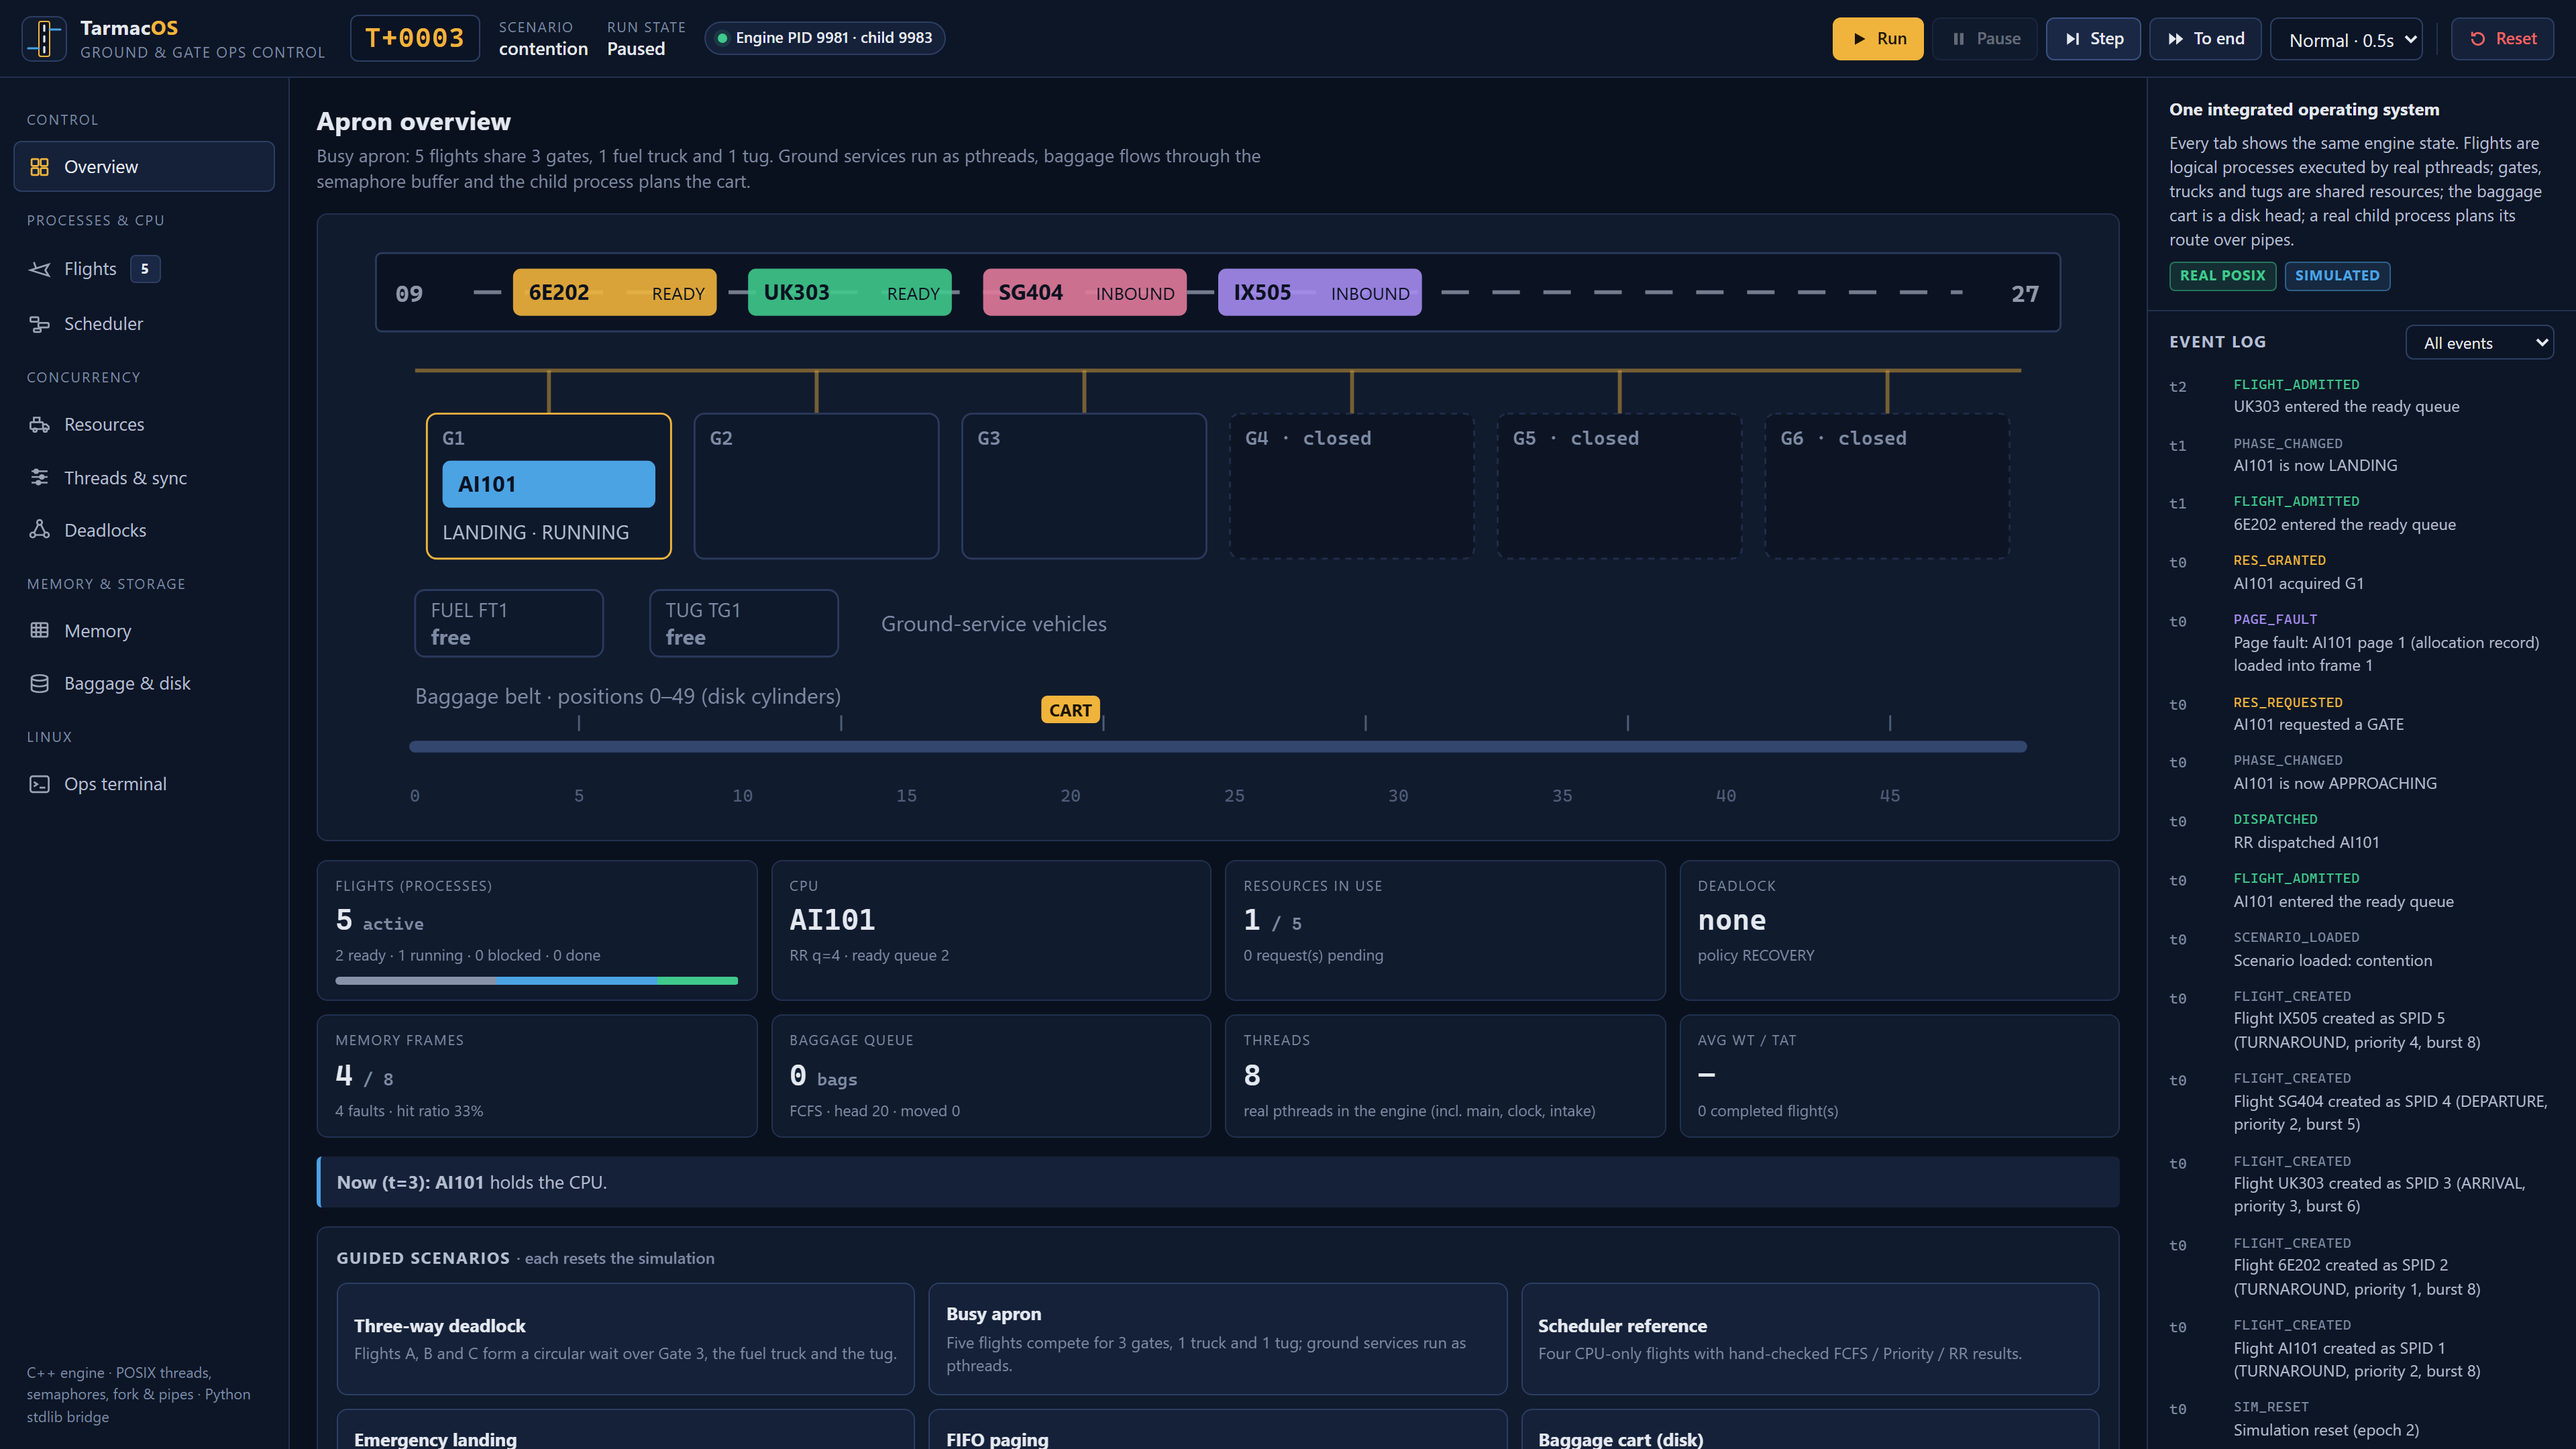 TarmacOS
GROUND & GATE OPS CONTROL
T+0003
SCENARIO
contention
RUN STATE
Paused
Engine PID 9981 · child 9983
Run
Pause
Step
To end
Normal · 0.5s
Reset
CONTROL
Overview
PROCESSES & CPU
Flights 5
Scheduler
CONCURRENCY
Resources
Threads & sync
Deadlocks
MEMORY & STORAGE
Memory
Baggage & disk
LINUX
Ops terminal
C++ engine · POSIX threads,
semaphores, fork & pipes · Python
stdlib bridge
Apron overview
Busy apron: 5 flights share 3 gates, 1 fuel truck and 1 tug. Ground services run as pthreads, baggage flows through the
semaphore buffer and the child process plans the cart.
09
6E202 READY
UK303 READY
SG404 INBOUND
IX505 INBOUND
27
G1
AI101
LANDING · RUNNING
G2
G3
G4 · closed
G5 · closed
G6 · closed
FUEL FT1
free
TUG TG1
free
Ground-service vehicles
Baggage belt · positions 0–49 (disk cylinders)
CART
0 5 10 15 20 25 30 35 40 45
FLIGHTS (PROCESSES)
5 active
2 ready · 1 running · 0 blocked · 0 done
CPU
AI101
RR q=4 · ready queue 2
RESOURCES IN USE
1 / 5
0 request(s) pending
DEADLOCK
none
policy RECOVERY
MEMORY FRAMES
4 / 8
4 faults · hit ratio 33%
BAGGAGE QUEUE
0 bags
FCFS · head 20 · moved 0
THREADS
8
real pthreads in the engine (incl. main, clock, intake)
AVG WT / TAT
–
0 completed flight(s)
Now (t=3): AI101 holds the CPU.
GUIDED SCENARIOS · each resets the simulation
Three-way deadlock
Flights A, B and C form a circular wait over Gate 3, the fuel truck and the tug.
Busy apron
Five flights compete for 3 gates, 1 truck and 1 tug; ground services run as
pthreads.
Scheduler reference
Four CPU-only flights with hand-checked FCFS / Priority / RR results.
Emergency landing
FIFO paging
Baggage cart (disk)
One integrated operating system
Every tab shows the same engine state. Flights are
logical processes executed by real pthreads; gates,
trucks and tugs are shared resources; the baggage
cart is a disk head; a real child process plans its
route over pipes.
REAL POSIX
SIMULATED
EVENT LOG
All events
t2 FLIGHT_ADMITTED
UK303 entered the ready queue
t1 PHASE_CHANGED
AI101 is now LANDING
t1 FLIGHT_ADMITTED
6E202 entered the ready queue
t0 RES_GRANTED
AI101 acquired G1
t0 PAGE_FAULT
Page fault: AI101 page 1 (allocation record)
loaded into frame 1
t0 RES_REQUESTED
AI101 requested a GATE
t0 PHASE_CHANGED
AI101 is now APPROACHING
t0 DISPATCHED
RR dispatched AI101
t0 FLIGHT_ADMITTED
AI101 entered the ready queue
t0 SCENARIO_LOADED
Scenario loaded: contention
t0 FLIGHT_CREATED
Flight IX505 created as SPID 5
(TURNAROUND, priority 4, burst 8)
t0 FLIGHT_CREATED
Flight SG404 created as SPID 4 (DEPARTURE,
priority 2, burst 5)
t0 FLIGHT_CREATED
Flight UK303 created as SPID 3 (ARRIVAL,
priority 3, burst 6)
t0 FLIGHT_CREATED
Flight 6E202 created as SPID 2
(TURNAROUND, priority 1, burst 8)
t0 FLIGHT_CREATED
Flight AI101 created as SPID 1
(TURNAROUND, priority 2, burst 8)
t0 SIM_RESET
Simulation reset (epoch 2)